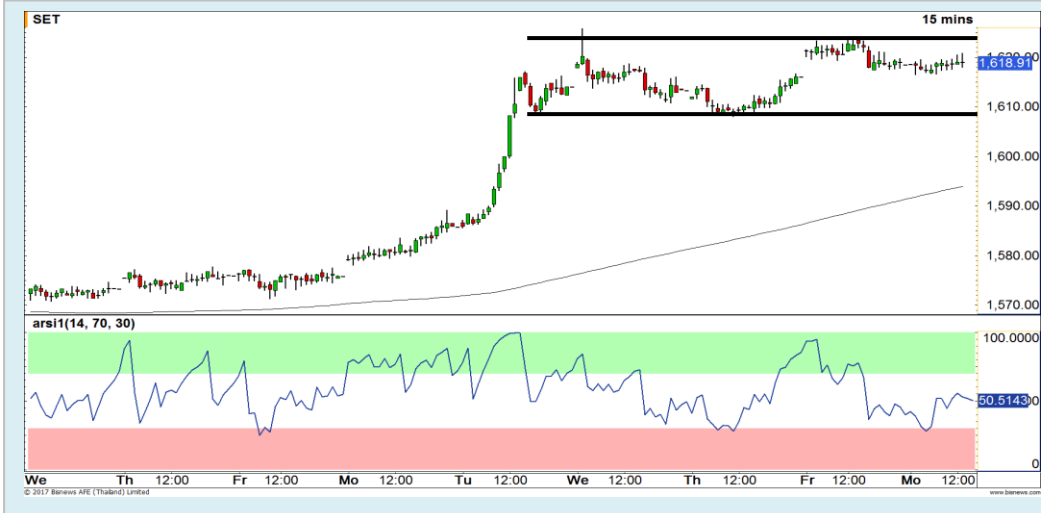 SET 15 mins
1,618.91
1,610.00
1,600.00
1,590.00
1,580.00
1,570.00
arsi1(14, 70, 30)
100.0000
50.5143
0
We Th 12:00 Fr 12:00 Mo 12:00 Tu 12:00 We 12:00 Th 12:00 Fr 12:00 Mo 12:00
© 2017 Bisnews AFE (Thailand) Limited www.bisnews.com